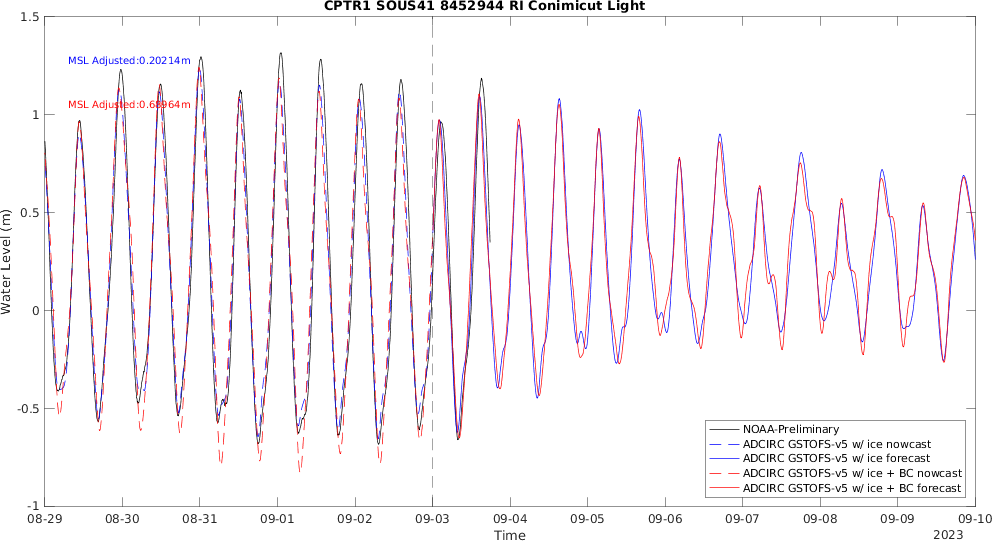 CPTR1 SOUS41 8452944 RI Conimicut Light
1.5
MSL Adjusted:0.20214m
MSL Adjusted:0.68964m
1
0.5
0
-0.5
-1
Water Level (m)
NOAA-Preliminary
ADCIRC GSTOFS-v5 w/ ice nowcast
ADCIRC GSTOFS-v5 w/ ice forecast
ADCIRC GSTOFS-v5 w/ ice + BC nowcast
ADCIRC GSTOFS-v5 w/ ice + BC forecast
08-29 08-30 08-31 09-01 09-02 09-03 09-04 09-05 09-06 09-07 09-08 09-09 09-10
Time
2023